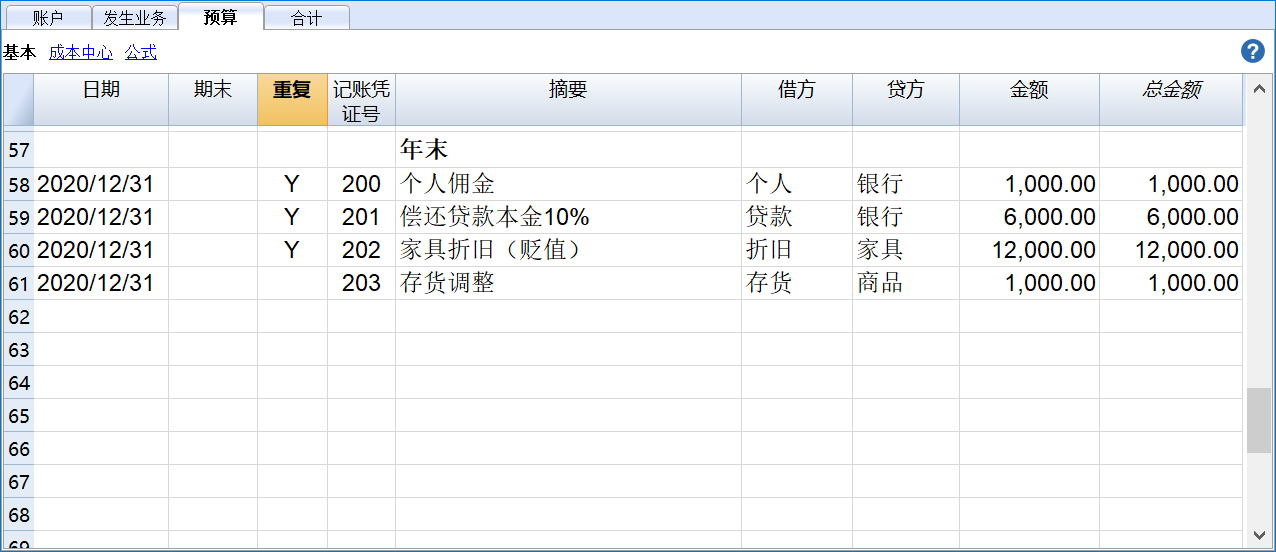 账户 发生业务 预算 合计
基本 成本中心 公式 ?
日期 期末 重复 记账凭证号 摘要 借方 贷方 金额 总金额
57 年末
58 2020/12/31 Y 200 个人佣金 个人 银行 1,000.00 1,000.00
59 2020/12/31 Y 201 偿还贷款本金10% 贷款 银行 6,000.00 6,000.00
60 2020/12/31 Y 202 家具折旧（贬值） 折旧 家具 12,000.00 12,000.00
61 2020/12/31 203 存货调整 存货 商品 1,000.00 1,000.00
62
63
64
65
66
67
68
69